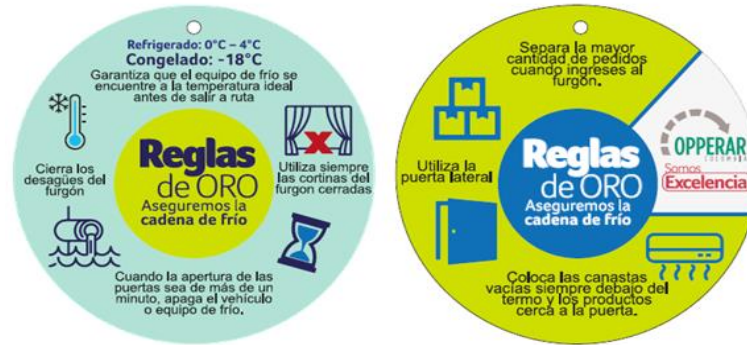 Refrigerado: 0°C – 4°C
Congelado: -18°C
Garantiza que el equipo de frío se
encuentre a la temperatura ideal
antes de salir a ruta
Cierra los
desagües del
furgón
Reglas
de ORO
Aseguremos la
cadena de frío
Utiliza siempre
las cortinas del
furgon cerradas
Cuando la apertura de las
puertas sea de más de un
minuto, apaga el vehículo
o equipo de frío.
Separa la mayor
cantidad de pedidos
cuando ingreses al
furgón.
Utiliza la
puerta lateral
Reglas
de ORO
Aseguremos la
cadena de frío
OPPERAR
COLOMBIA
Somos
Excelencia
Coloca las canastas
vacías siempre debajo del
termo y los productos
cerca a la puerta.